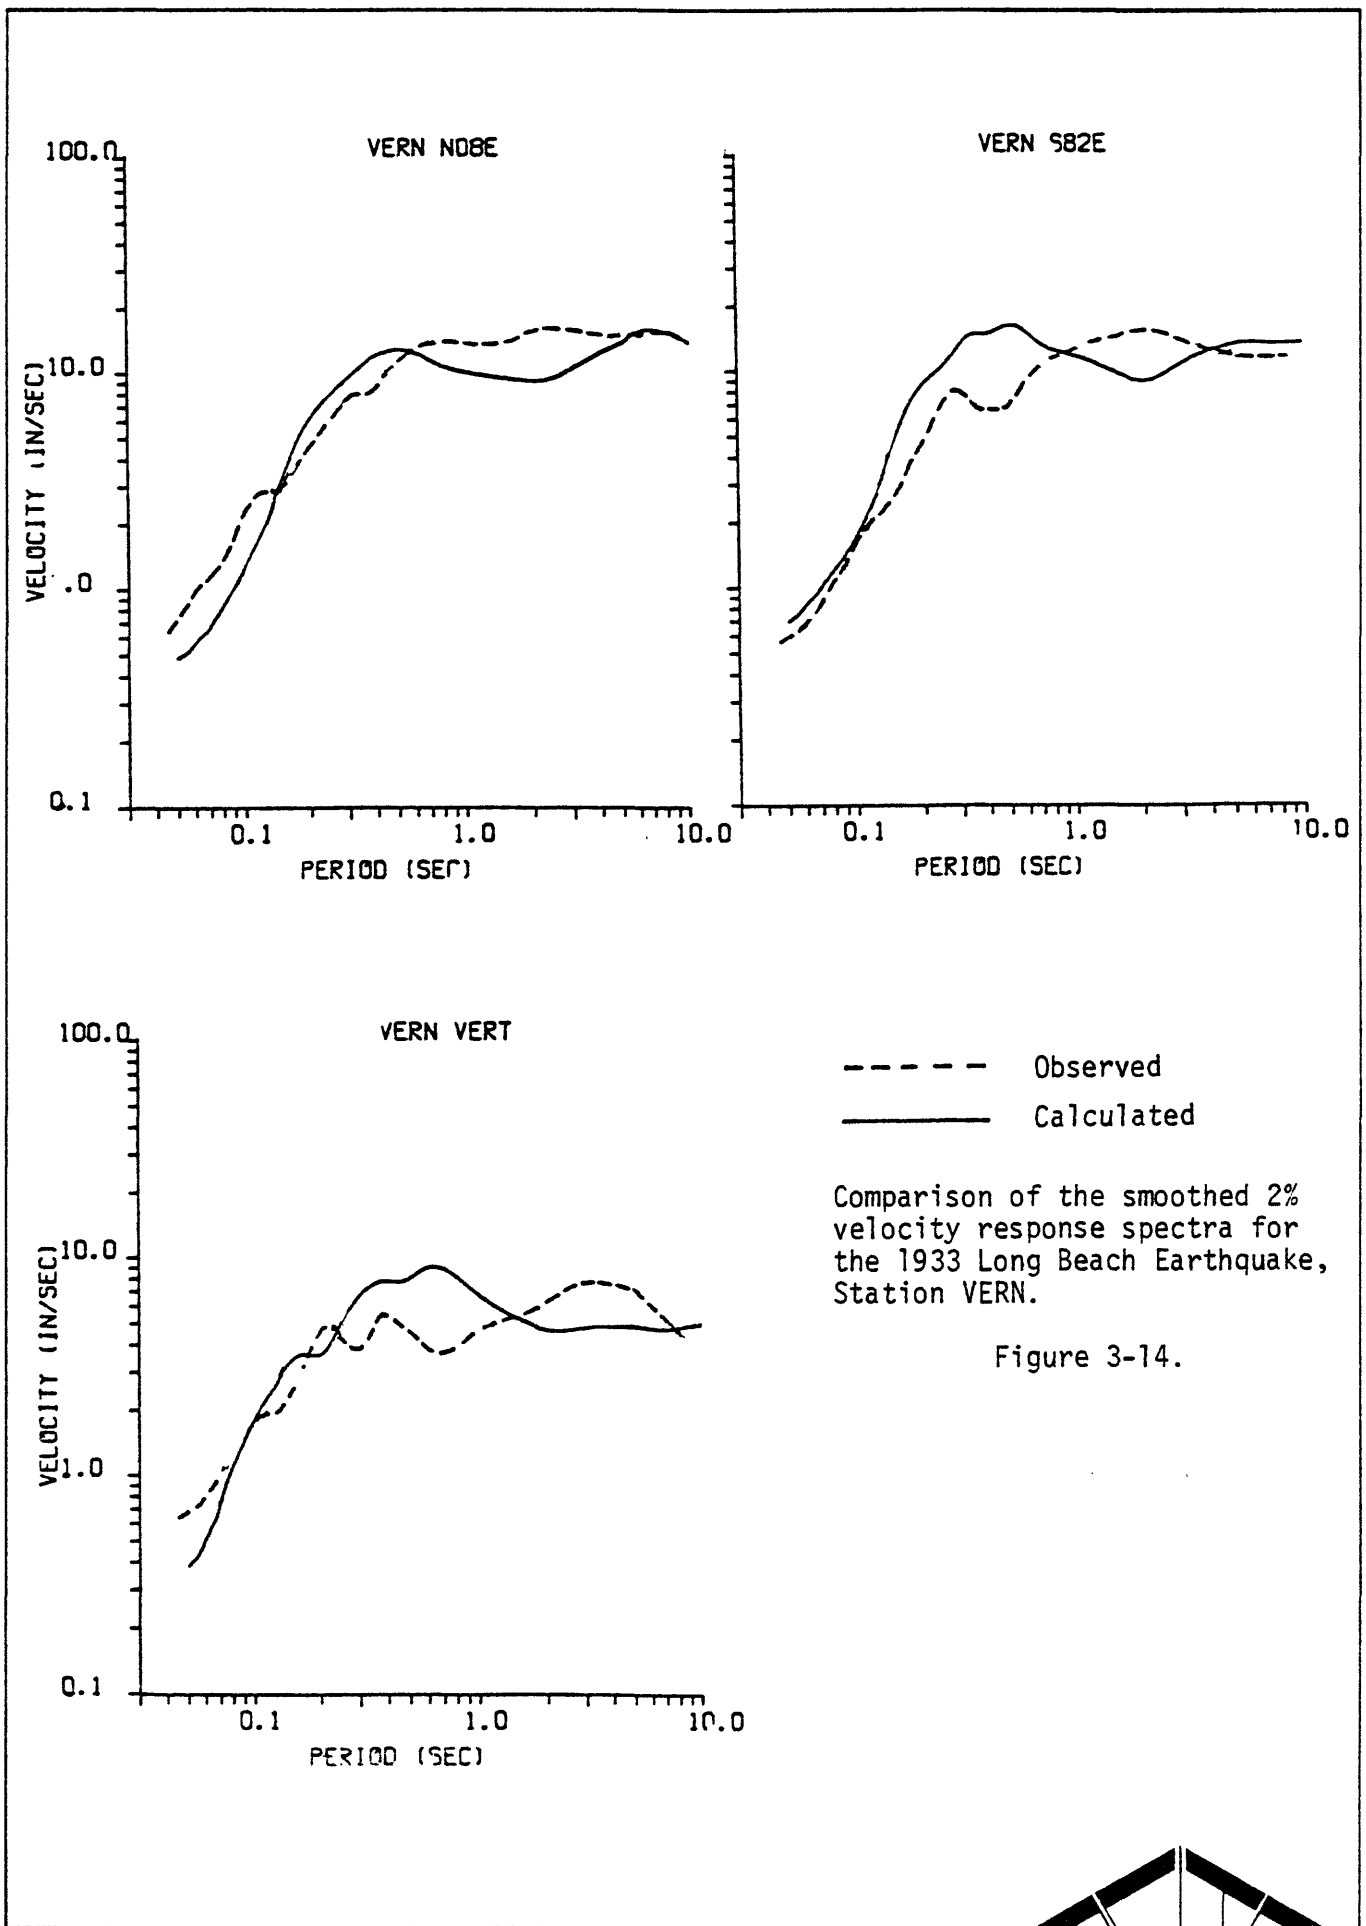 VERN N08E
VERN S82E
100.0
10.0
.0
0.1
VELOCITY (IN/SEC)
0.1
1.0
10.0
PERIOD (SEC)
0.1
1.0
10.0
PERIOD (SEC)
VERN VERT
100.0
10.0
1.0
0.1
VELOCITY (IN/SEC)
0.1
1.0
10.0
PERIOD (SEC)
Observed
Calculated
Comparison of the smoothed 2%
velocity response spectra for
the 1933 Long Beach Earthquake,
Station VERN.
Figure 3-14.